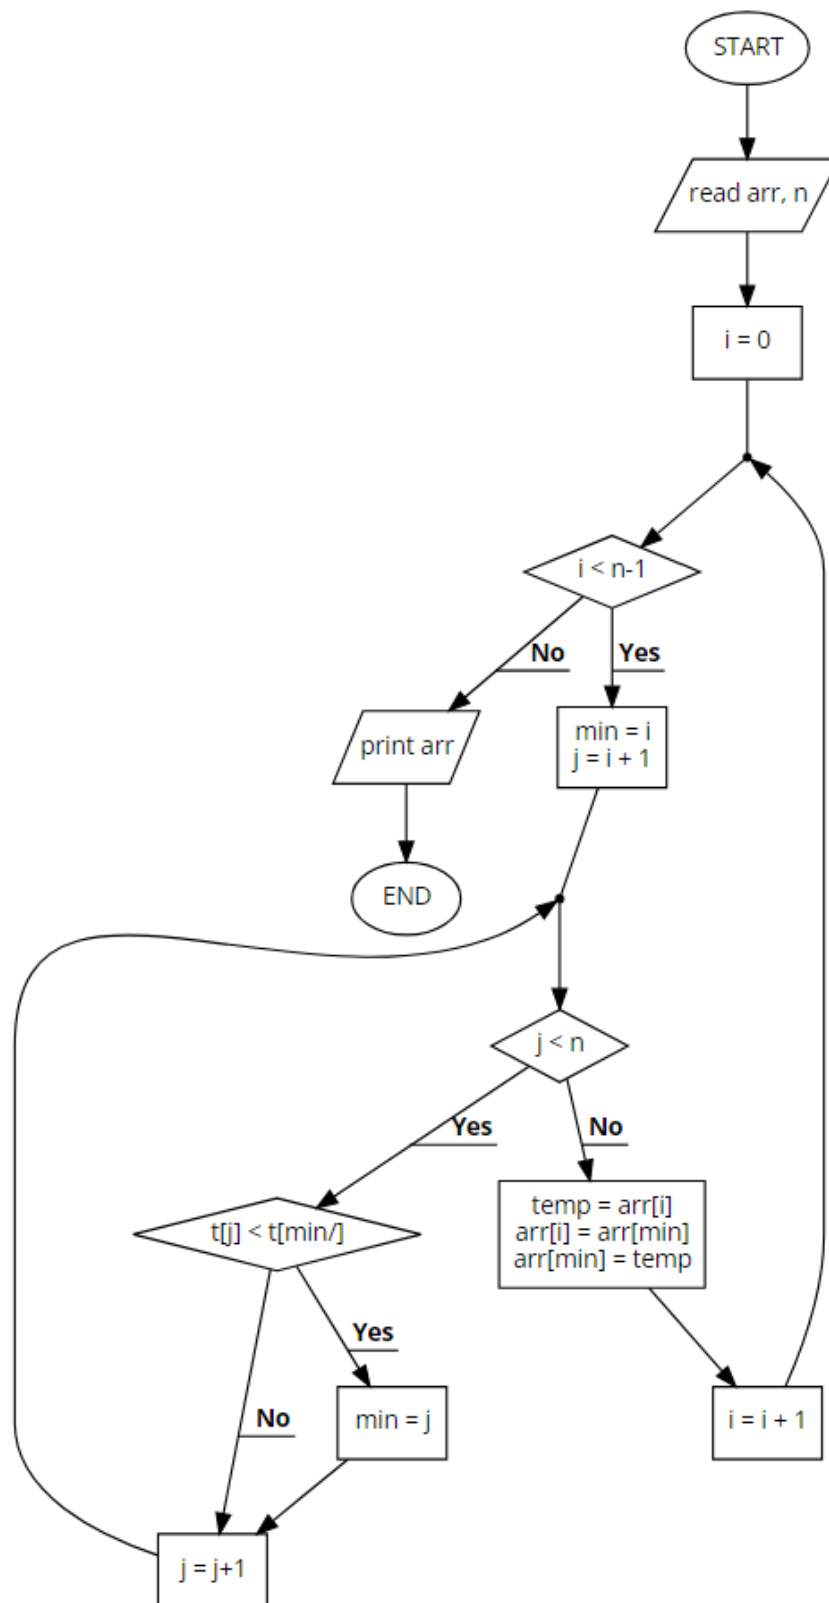 START
read arr, n
i = 0
i < n-1
No
Yes
print arr
min = i
j = i + 1
END
j < n
Yes
No
t[j] < t[min/]
temp = arr[i]
arr[i] = arr[min]
arr[min] = temp
Yes
No
min = j
i = i + 1
j = j+1